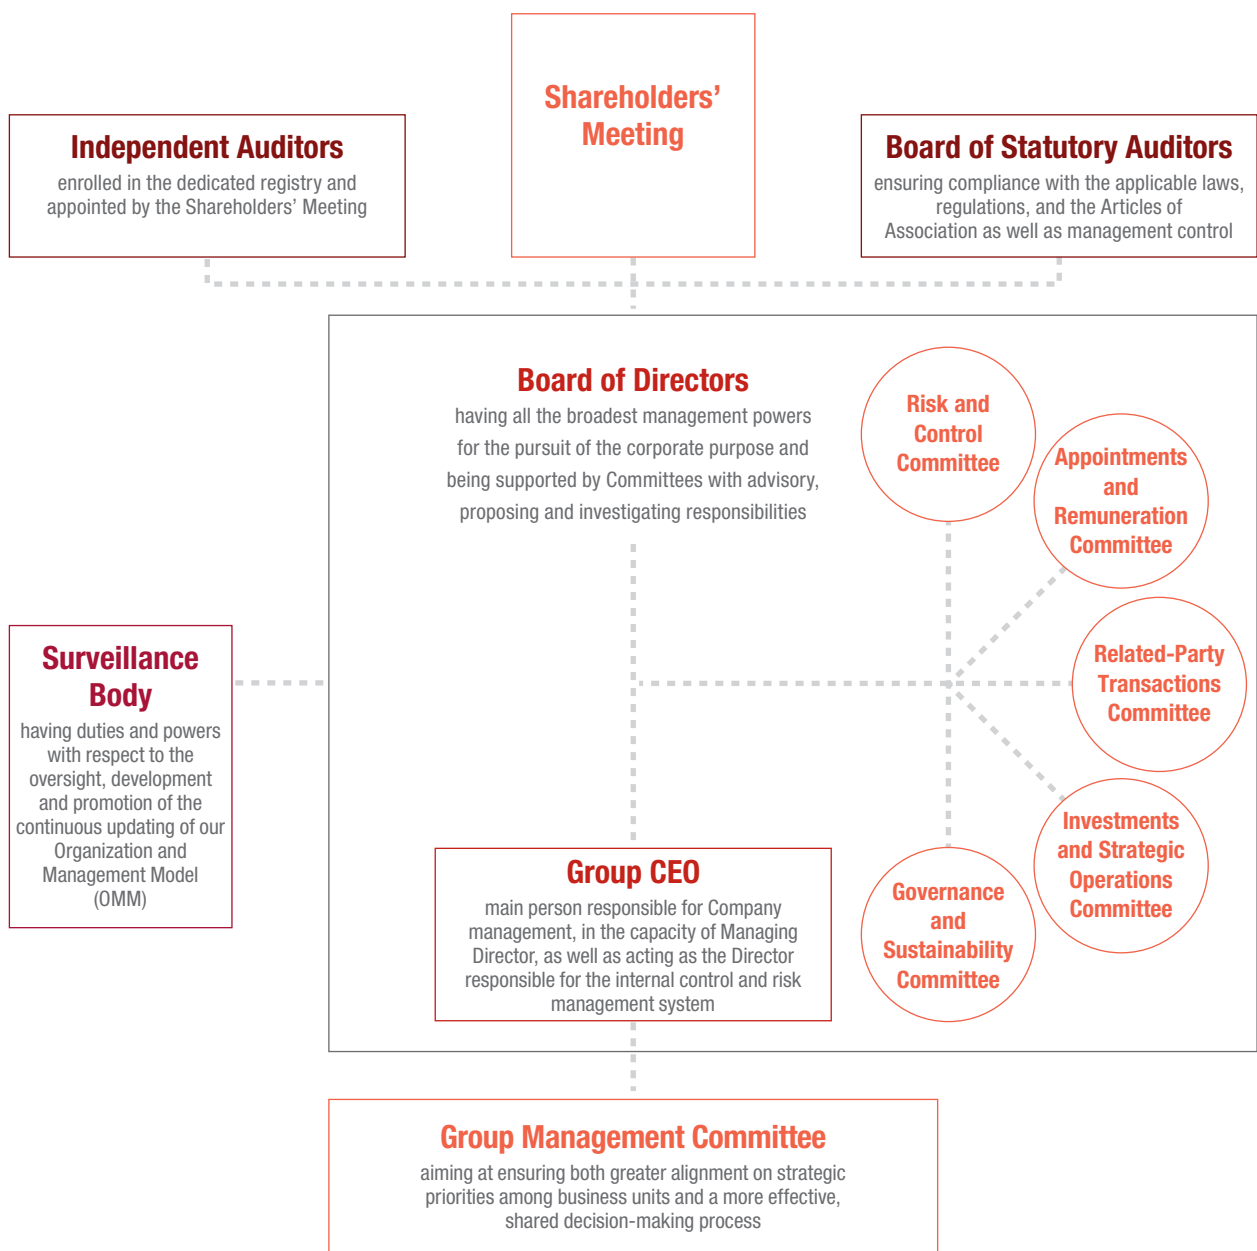 Shareholders’
Meeting
Independent Auditors
enrolled in the dedicated registry and
appointed by the Shareholders’ Meeting
Board of Statutory Auditors
ensuring compliance with the applicable laws,
regulations, and the Articles of
Association as well as management control
Board of Directors
having all the broadest management powers
for the pursuit of the corporate purpose and
being supported by Committees with advisory,
proposing and investigating responsibilities
Risk and
Control
Committee
Appointments
and
Remuneration
Committee
Related-Party
Transactions
Committee
Investments
and Strategic
Operations
Committee
Governance
and
Sustainability
Committee
Surveillance
Body
having duties and powers
with respect to the
oversight, development
and promotion of the
continuous updating of our
Organization and
Management Model
(OMM)
Group CEO
main person responsible for Company
management, in the capacity of Managing
Director, as well as acting as the Director
responsible for the internal control and risk
management system
Group Management Committee
aiming at ensuring both greater alignment on strategic
priorities among business units and a more effective,
shared decision-making process